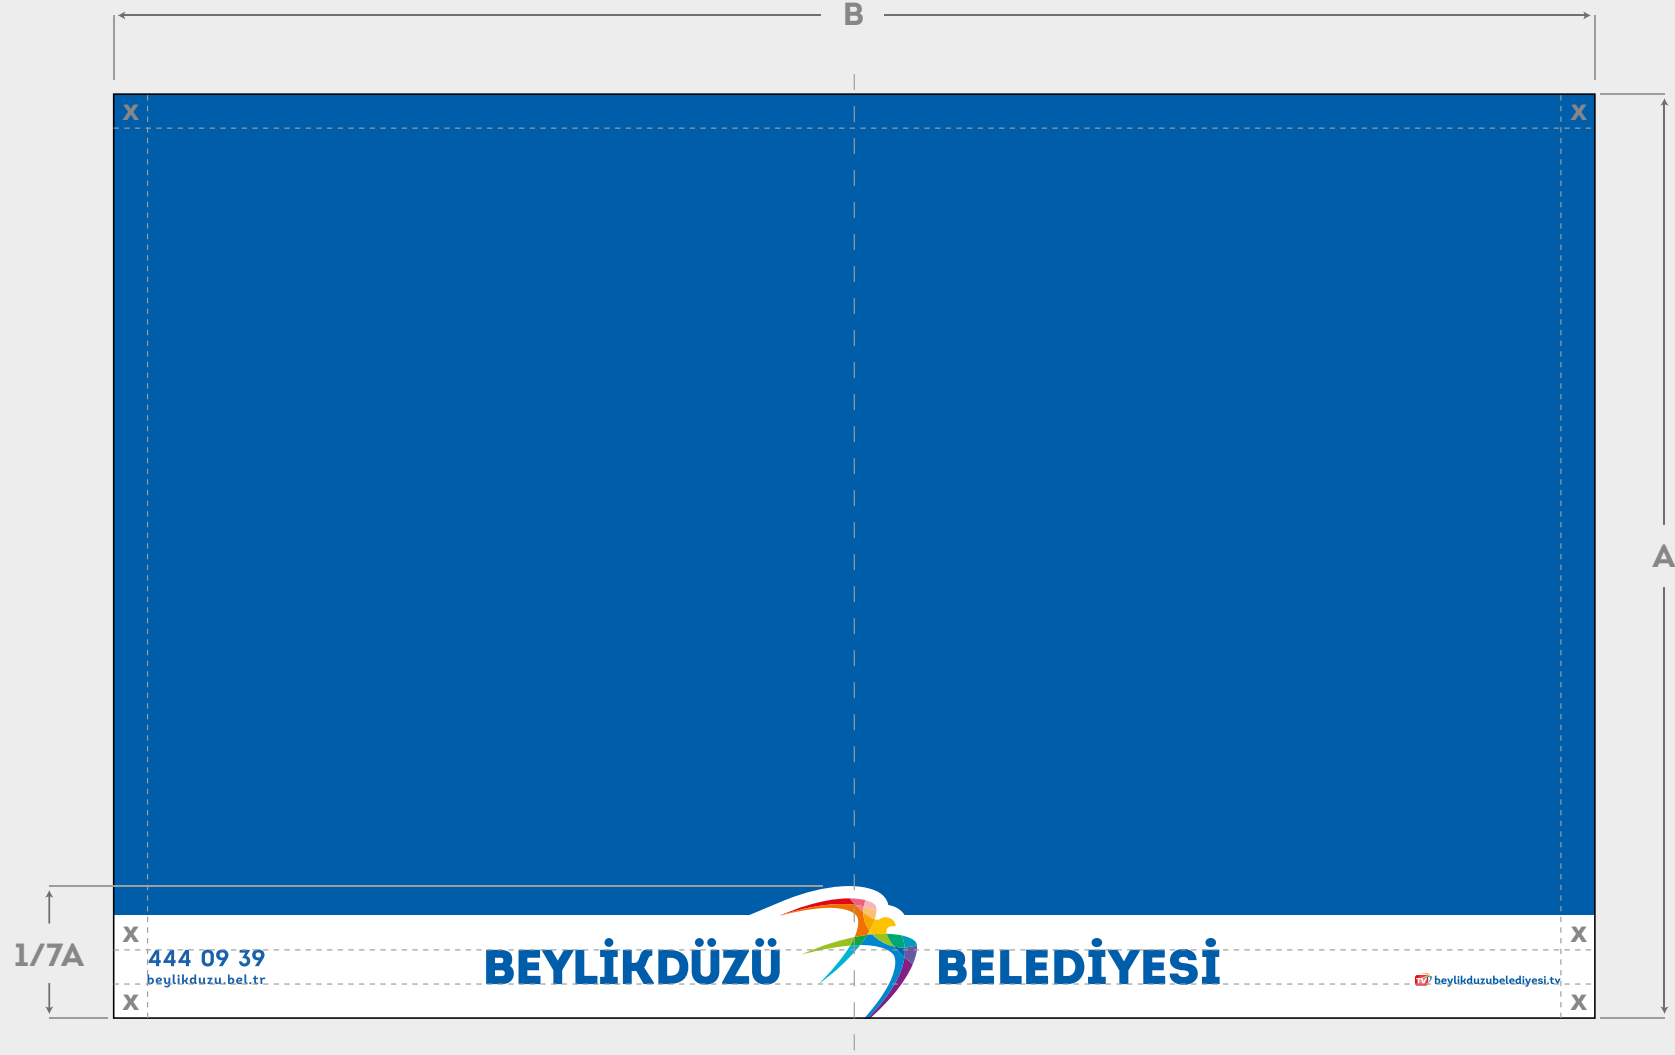 B
X X
A
1/7A
X X
444 09 39
beylikduzu.bel.tr
BEYLİKDÜZÜ BELEDİYESİ
TV beylikduzubelediyesi.tv
X X